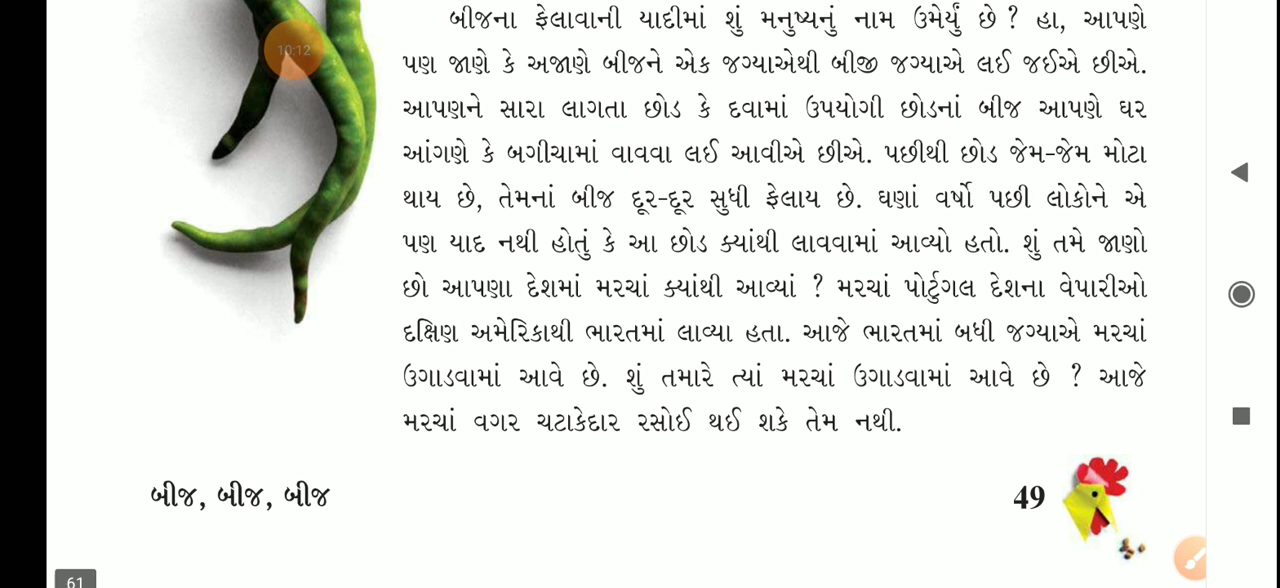 બીજના ફેલાવાની યાદીમાં શું મનુષ્યનું નામ ઉમેર્યું છે ? હા, આપણે
10:12
પણ જાણે કે અજાણે બીજને એક જગ્યાએથી બીજી જગ્યાએ લઈ જઈએ છીએ.
આપણને સારા લાગતા છોડ કે દવામાં ઉપયોગી છોડનાં બીજ આપણે ઘર
આંગણે કે બગીચામાં વાવવા લઈ આવીએ છીએ. પછીથી છોડ જેમ-જેમ મોટા
થાય છે, તેમનાં બીજ દૂર-દૂર સુધી ફેલાય છે. ઘણાં વર્ષો પછી લોકોને એ
પણ યાદ નથી હોતું કે આ છોડ ક્યાંથી લાવવામાં આવ્યો હતો. શું તમે જાણો
છો આપણા દેશમાં મરચાં ક્યાંથી આવ્યાં ? મરચાં પોર્ટુગલ દેશના વેપારીઓ
દક્ષિણ અમેરિકાથી ભારતમાં લાવ્યા હતા. આજે ભારતમાં બધી જગ્યાએ મરચાં
ઉગાડવામાં આવે છે. શું તમારે ત્યાં મરચાં ઉગાડવામાં આવે છે ? આજે
મરચાં વગર ચટાકેદાર રસોઈ થઈ શકે તેમ નથી.
બીજ, બીજ, બીજ
49
61